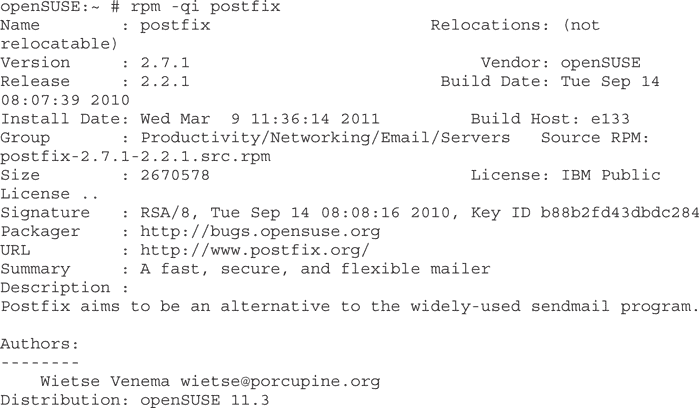 openSUSE:~ # rpm -qi postfix
Name        : postfix                      Relocations: (not
relocatable)
Version     : 2.7.1                             Vendor: openSUSE
Release     : 2.2.1                         Build Date: Tue Sep 14
08:07:39 2010
Install Date: Wed Mar  9 11:36:14 2011         Build Host: e133
Group       : Productivity/Networking/Email/Servers   Source RPM:
postfix-2.7.1-2.2.1.src.rpm
Size        : 2670578                          License: IBM Public
License ..
Signature   : RSA/8, Tue Sep 14 08:08:16 2010, Key ID b88b2fd43dbdc284
Packager    : http://bugs.opensuse.org
URL         : http://www.postfix.org/
Summary     : A fast, secure, and flexible mailer
Description :
Postfix aims to be an alternative to the widely-used sendmail program.

Authors:
--------
    Wietse Venema wietse@porcupine.org
Distribution: openSUSE 11.3